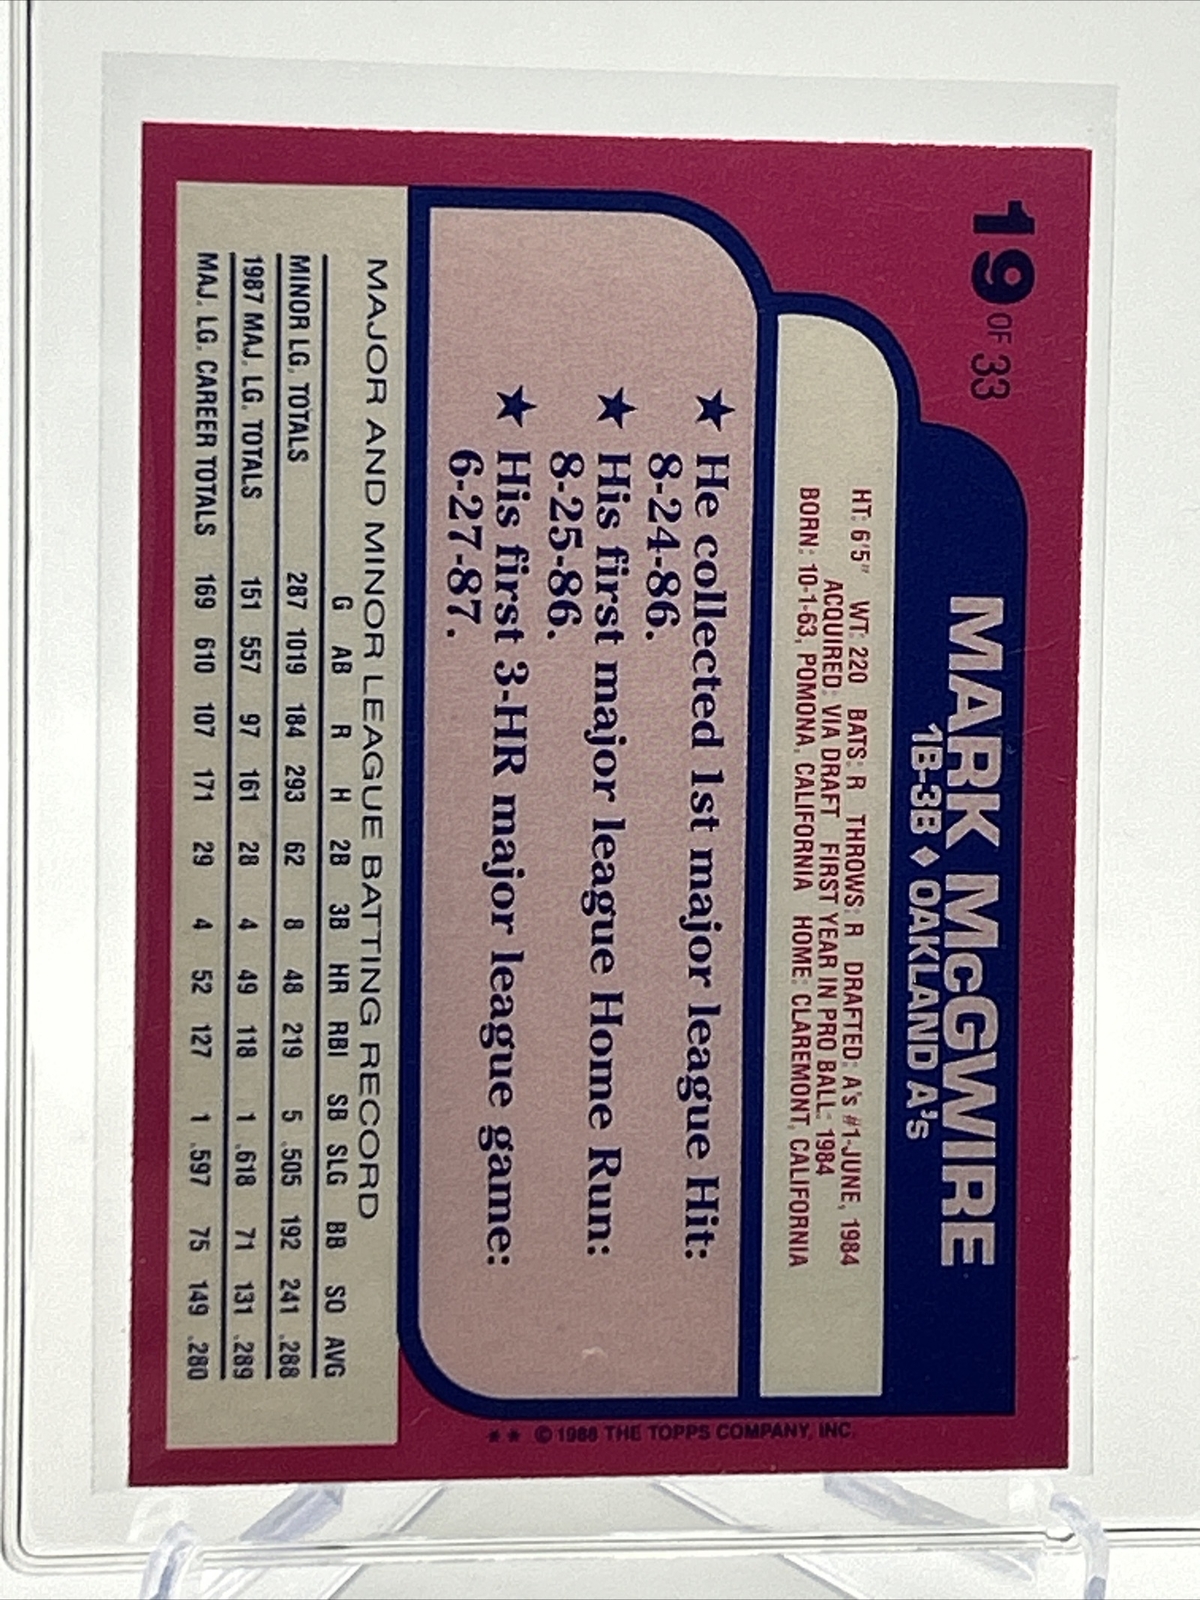 19 OF 33
MARK McGWIRE
1B-3B ♦ OAKLAND A's
HT: 6'5" WT: 220 BATS: R THROWS: R DRAFTED: A's #1-JUNE, 1984
ACQUIRED: VIA DRAFT FIRST YEAR IN PRO BALL: 1984
BORN: 10-1-63, POMONA, CALIFORNIA HOME: CLAREMONT, CALIFORNIA
★ He collected 1st major league Hit:
8-24-86.
★ His first major league Home Run:
8-25-86.
★ His first 3-HR major league game:
6-27-87.
MAJOR AND MINOR LEAGUE BATTING RECORD
G AB R H 2B 3B HR RBI SB SLG BB SO AVG
MINOR LG. TOTALS 287 1019 184 293 62 8 48 219 5 .505 192 241 .288
1987 MAJ. LG. TOTALS 151 557 97 161 28 4 49 118 1 .618 71 131 .289
MAJ. LG. CAREER TOTALS 169 610 107 171 29 4 52 127 1 .597 75 149 .280
** © 1988 THE TOPPS COMPANY, INC.